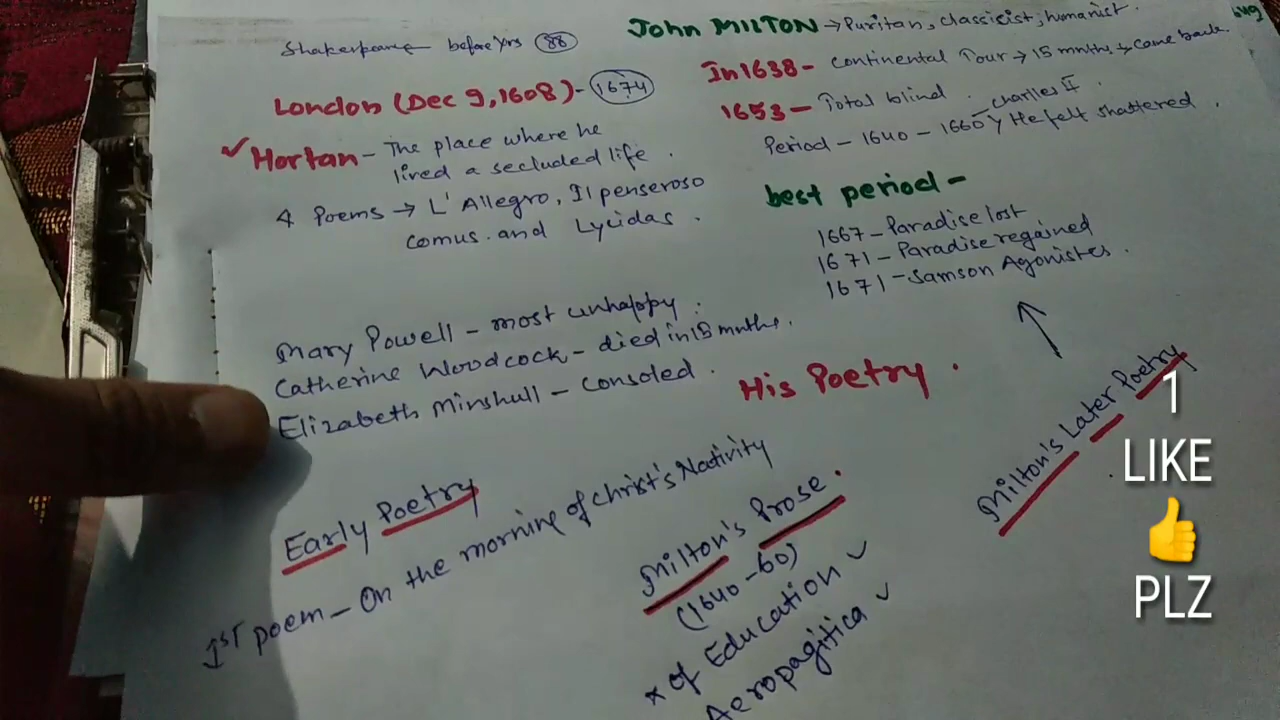 Shakespeare before yrs 88
John MILTON → Puritan, classicist, humanist.
London (Dec 9, 1608) - 1674
In 1638 - continental Tour → 15 mnths → come back.
1653 - Total blind.
charlles II.
Period - 1640 - 1660 He felt shattered.
✓ Hortan - The place where he
lived a secluded life.
4 Poems → L'Allegro, Il penseroso
comus. and Lycidas.
best period -
1667 - Paradise lost
1671 - Paradise regained
1671 - Samson Agonistes.
Mary Powell - most unhappy.
Catherine Woodcock - died in 15 mnths.
Elizabeth Minshull - Consoled.
His Poetry.
Milton's Later Poetry
Early Poetry
1st poem - On the morning of christ's Nativity
Milton's Prose.
(1640-60)
* Of Education ✓
Aeropagitica ✓
1
LIKE
👍
PLZ